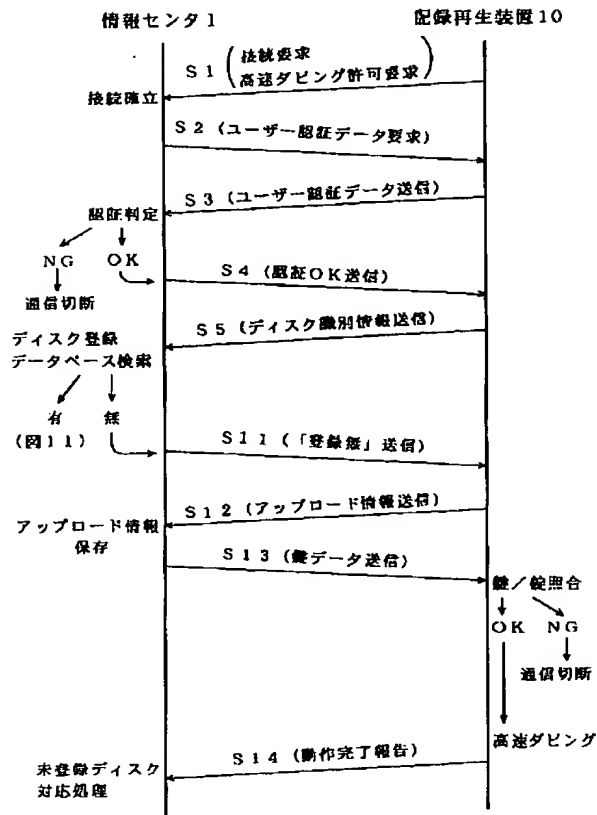 情報センタ1
記録再生装置10
S1(接続要求
高速ダビング許可要求)
接続確立
S2(ユーザー認証データ要求)
S3(ユーザー認証データ送信)
認証判定
NG OK
通信切断
S4(認証OK送信)
S5(ディスク識別情報送信)
ディスク登録
データベース検索
有 無
(図11)
S11(「登録無」送信)
S12(アップロード情報送信)
アップロード情報
保存
S13(鍵データ送信)
鍵/錠照合
OK NG
通信切断
高速ダビング
S14(動作完了報告)
未登録ディスク
対応処理